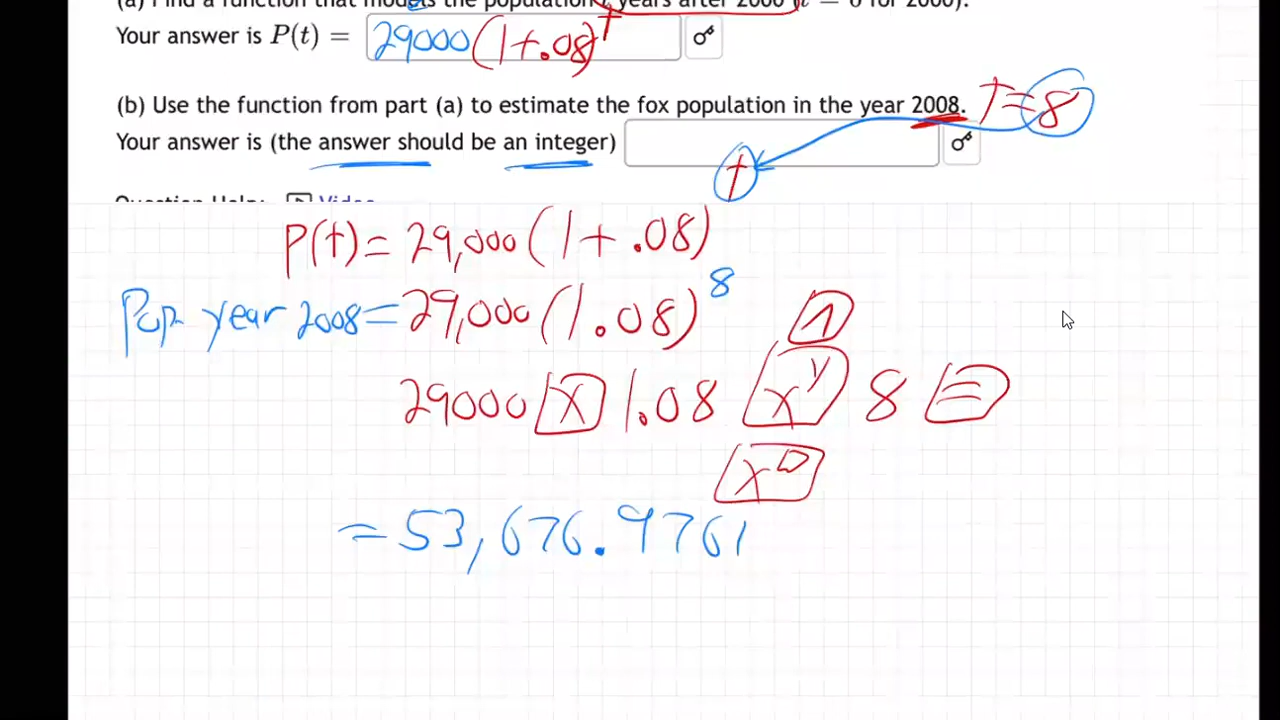 (a) Find a function that models the population t years after 2000 (t = 0 for 2000).
Your answer is P(t) = 29000(1+.08)^t
(b) Use the function from part (a) to estimate the fox population in the year 2008. t=8
Your answer is (the answer should be an integer) t
Question Help: Video
P(t)=29,000(1+.08)
Pop year 2008=29,000(1.08)^8
^
29000 x 1.08 x^y 8 =
x^□
=53,676.9761